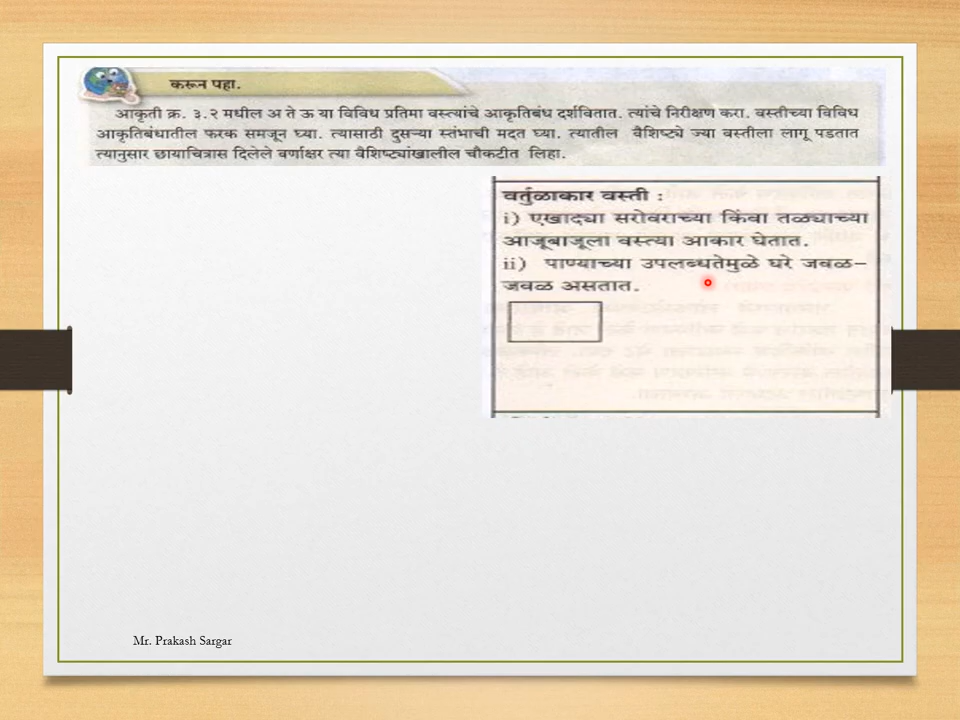 करून पहा.
आकृती क्र. ३.२ मधील अ ते ऊ या विविध प्रतिमा वस्त्यांचे आकृतिबंध दर्शवितात. त्यांचे निरीक्षण करा. वस्तीच्या विविध
आकृतिबंधातील फरक समजून घ्या. त्यासाठी दुसऱ्या स्तंभाची मदत घ्या. त्यातील वैशिष्ट्ये ज्या वस्तीला लागू पडतात
त्यानुसार छायाचित्रास दिलेले वर्णाक्षर त्या वैशिष्ट्यांखालील चौकटीत लिहा.
वर्तुळाकार वस्ती :
i) एखाद्या सरोवराच्या किंवा तळ्याच्या
आजूबाजूला वस्त्या आकार घेतात.
ii) पाण्याच्या उपलब्धतेमुळे घरे जवळ-
जवळ असतात.
Mr. Prakash Sargar